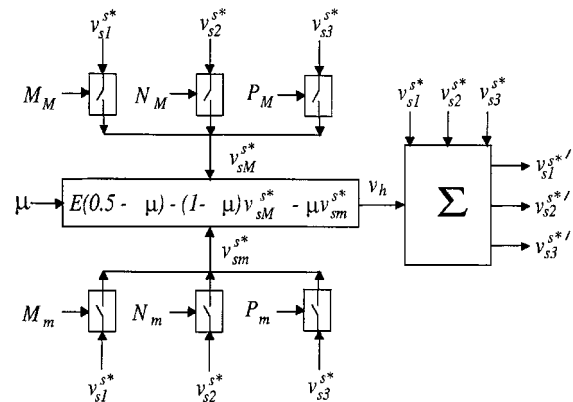 v_{s1}^{s*} v_{s2}^{s*} v_{s3}^{s*}
M_M N_M P_M
v_{s1}^{s*} v_{s2}^{s*} v_{s3}^{s*}
v_{sM}^{s*}
μ E(0.5 - μ) - (1- μ) v_{sM}^{s*} - μv_{sm}^{s*} v_h Σ v_{s1}^{s*}' v_{s2}^{s*}' v_{s3}^{s*}'
v_{sm}^{s*}
M_m N_m P_m
v_{s1}^{s*} v_{s2}^{s*} v_{s3}^{s*}